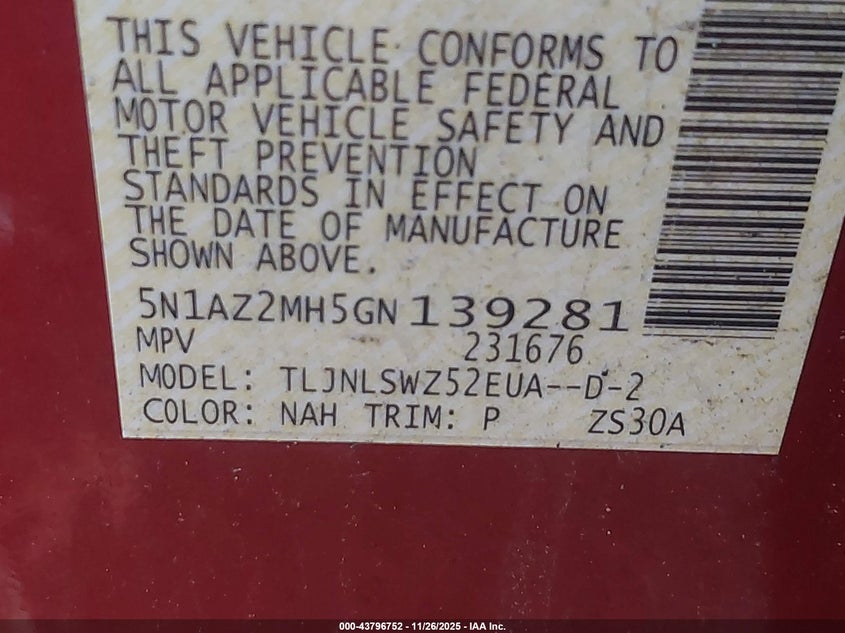 THIS VEHICLE CONFORMS TO
ALL APPLICABLE FEDERAL
MOTOR VEHICLE SAFETY AND
THEFT PREVENTION
STANDARDS IN EFFECT ON
THE DATE OF MANUFACTURE
SHOWN ABOVE.
5N1AZ2MH5GN139281
MPV 231676
MODEL: TLJNLSWZ52EUA--D-2
COLOR: NAH TRIM: P ZS30A
000-43796752 - 11/26/2025 - IAA Inc.